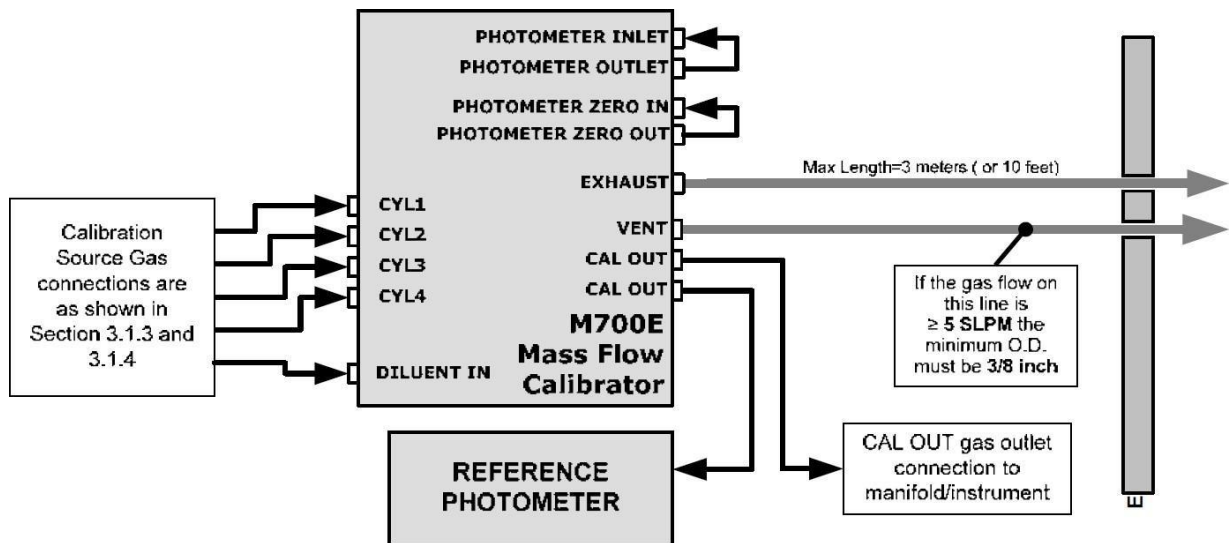 PHOTOMETER INLET
PHOTOMETER OUTLET
PHOTOMETER ZERO IN
PHOTOMETER ZERO OUT
EXHAUST
Max Length=3 meters ( or 10 feet)
VENT
CAL OUT
CAL OUT
CYL1
CYL2
CYL3
CYL4
DILUENT IN
M700E
Mass Flow
Calibrator
Calibration
Source Gas
connections are
as shown in
Section 3.1.3 and
3.1.4
If the gas flow on
this line is
≥ 5 SLPM the
minimum O.D.
must be 3/8 inch
REFERENCE
PHOTOMETER
CAL OUT gas outlet
connection to
manifold/instrument
E